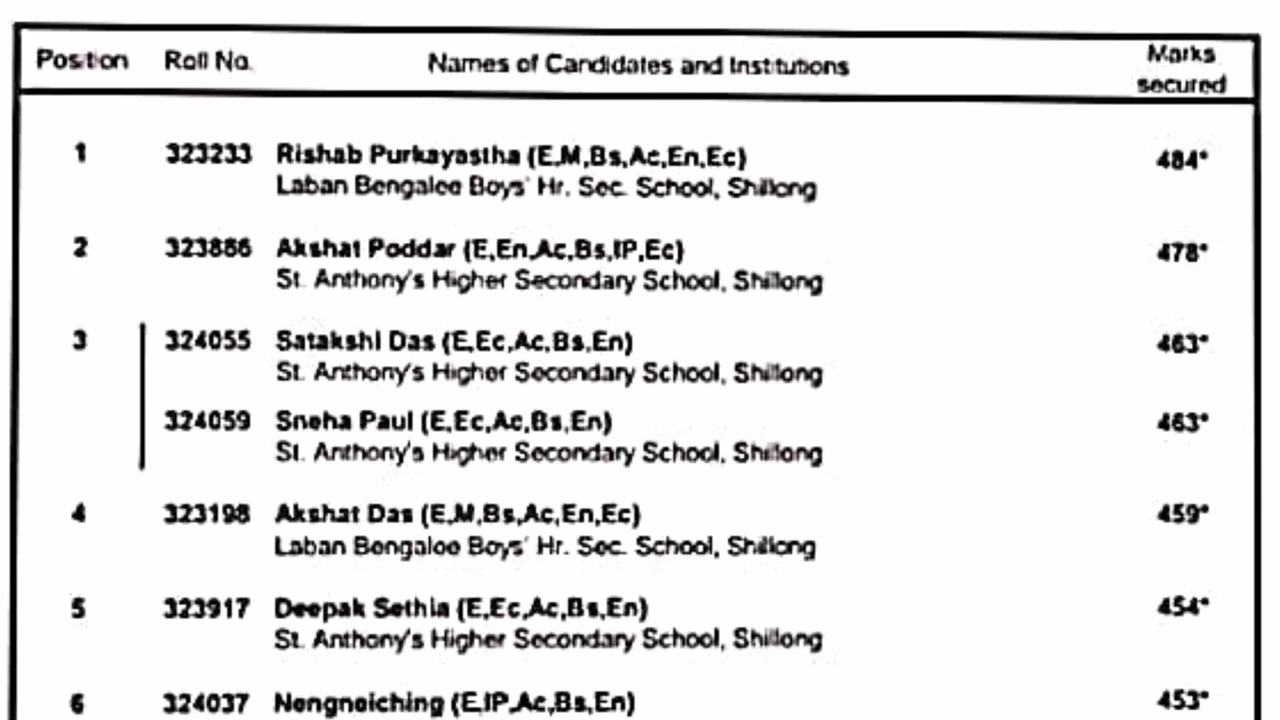 Position Roll No. Names of Candidates and Institutions Marks secured
1 323233 Rishab Purkayastha (E,M,Bs,Ac,En,Ec) 484*
Laban Bengalee Boys' Hr. Sec. School, Shillong
2 323886 Akshat Poddar (E,En,Ac,Bs,IP,Ec) 478*
St. Anthony's Higher Secondary School, Shillong
3 324055 Satakshi Das (E,Ec,Ac,Bs,En) 463*
St. Anthony's Higher Secondary School, Shillong
324059 Sneha Paul (E,Ec,Ac,Bs,En) 463*
St. Anthony's Higher Secondary School, Shillong
4 323198 Akshat Das (E,M,Bs,Ac,En,Ec) 459*
Laban Bengalee Boys' Hr. Sec. School, Shillong
5 323917 Deepak Sethia (E,Ec,Ac,Bs,En) 454*
St. Anthony's Higher Secondary School, Shillong
6 324037 Nengneiching (E,IP,Ac,Bs,En) 453*